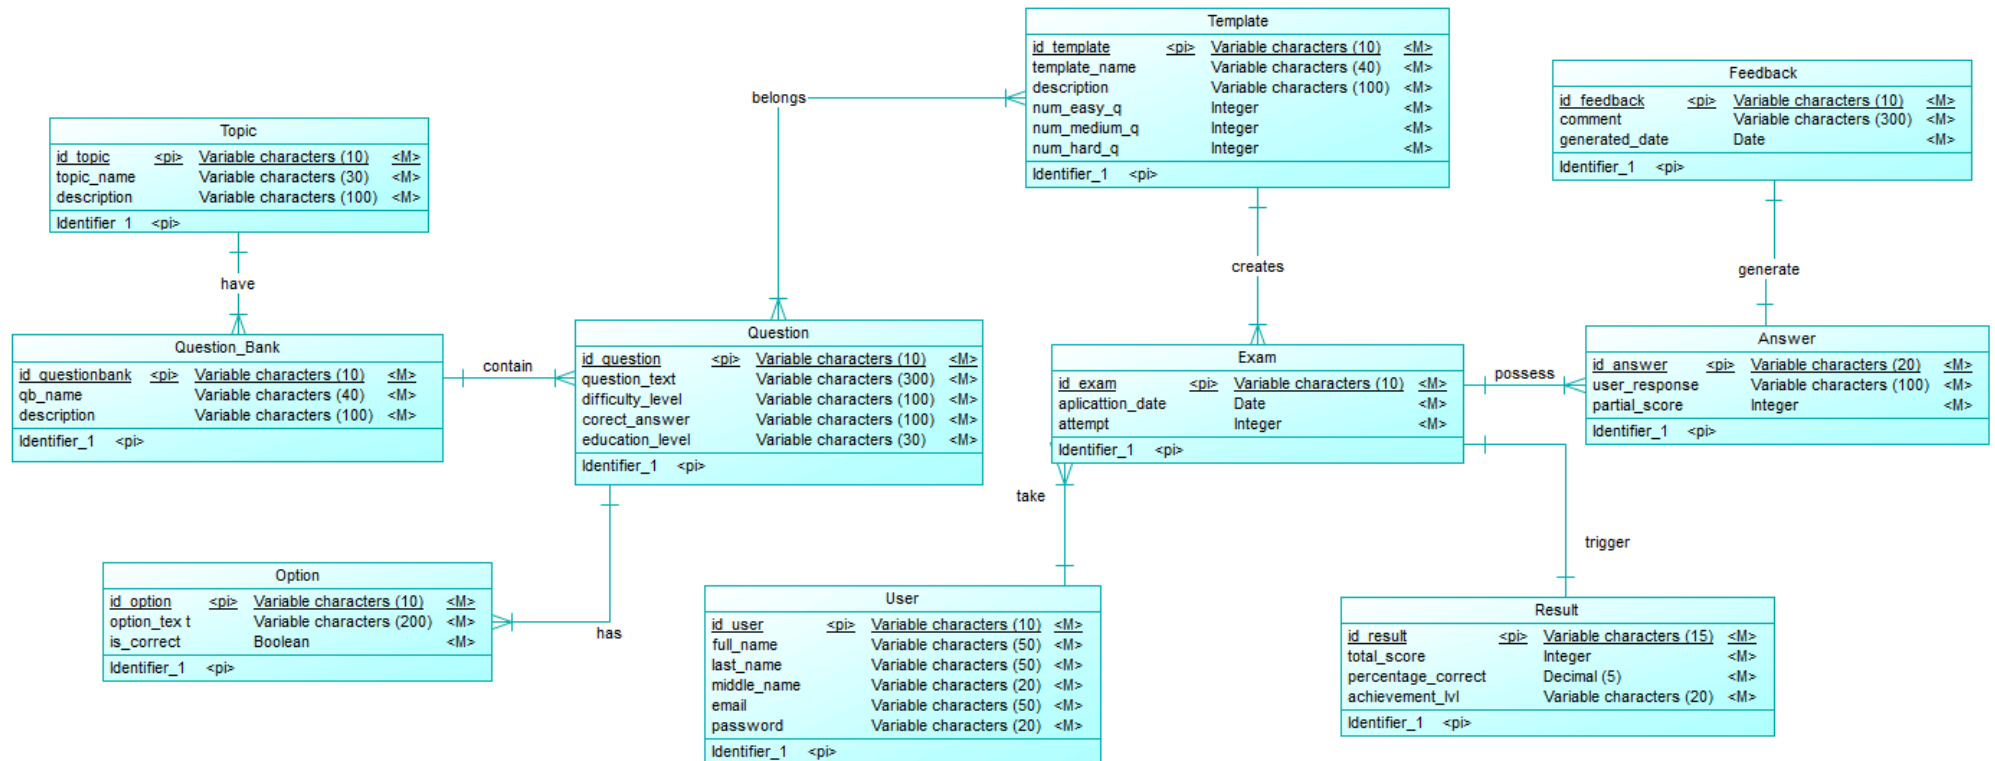 Template
id_template <pi> Variable characters (10) <M>
template_name Variable characters (40) <M>
description Variable characters (100) <M>
num_easy_q Integer <M>
num_medium_q Integer <M>
num_hard_q Integer <M>
Identifier_1 <pi>
Feedback
id_feedback <pi> Variable characters (10) <M>
comment Variable characters (300) <M>
generated_date Date <M>
Identifier_1 <pi>
belongs
Topic
id_topic <pi> Variable characters (10) <M>
topic_name Variable characters (30) <M>
description Variable characters (100) <M>
Identifier_1 <pi>
have
creates
generate
Question_Bank
id_questionbank <pi> Variable characters (10) <M>
qb_name Variable characters (40) <M>
description Variable characters (100) <M>
Identifier_1 <pi>
contain
Question
id_question <pi> Variable characters (10) <M>
question_text Variable characters (300) <M>
difficulty_level Variable characters (100) <M>
corect_answer Variable characters (100) <M>
education_level Variable characters (30) <M>
Identifier_1 <pi>
Exam
id_exam <pi> Variable characters (10) <M>
aplicattion_date Date <M>
attempt Integer <M>
Identifier_1 <pi>
possess
Answer
id_answer <pi> Variable characters (20) <M>
user_response Variable characters (100) <M>
partial_score Integer <M>
Identifier_1 <pi>
take
trigger
Option
id_option <pi> Variable characters (10) <M>
option_tex t Variable characters (200) <M>
is_correct Boolean <M>
Identifier_1 <pi>
has
User
id_user <pi> Variable characters (10) <M>
full_name Variable characters (50) <M>
last_name Variable characters (50) <M>
middle_name Variable characters (20) <M>
email Variable characters (50) <M>
password Variable characters (20) <M>
Identifier_1 <pi>
Result
id_result <pi> Variable characters (15) <M>
total_score Integer <M>
percentage_correct Decimal (5) <M>
achievement_lvl Variable characters (20) <M>
Identifier_1 <pi>